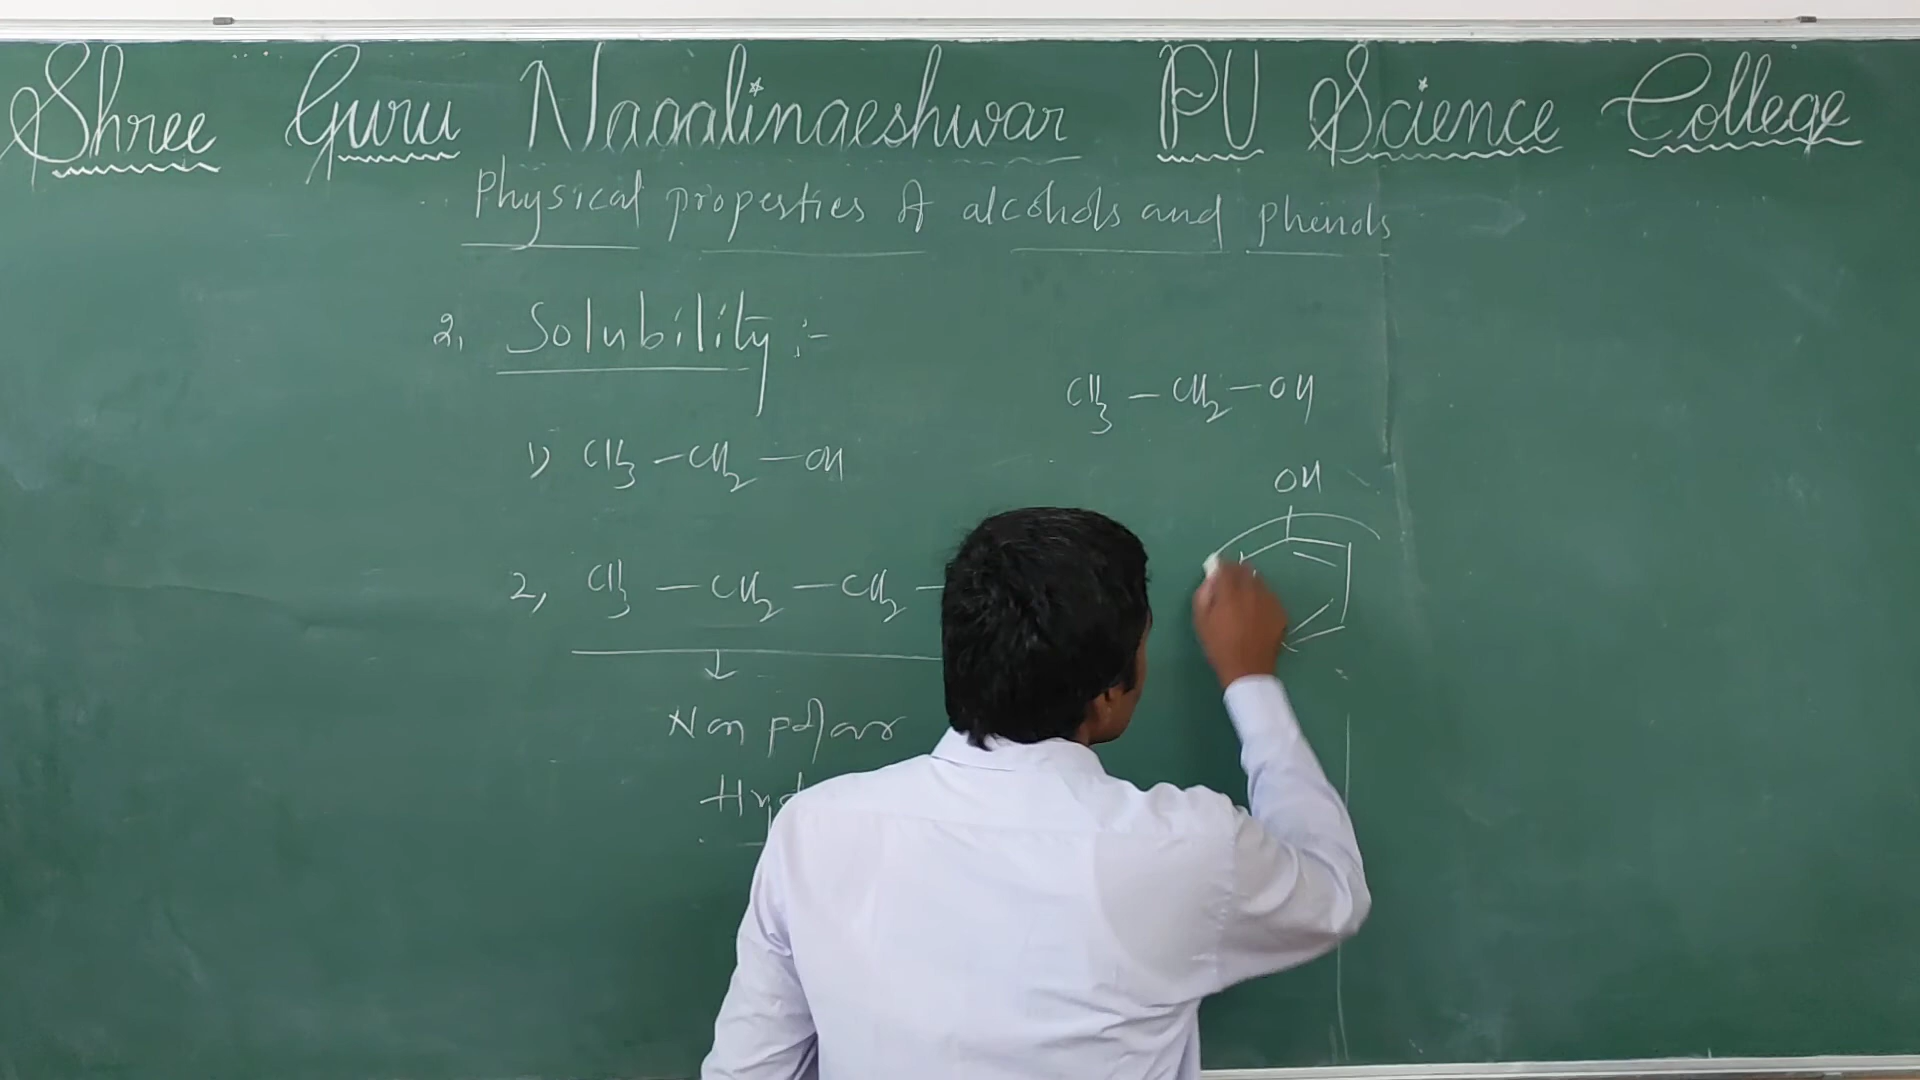 Shree Guru Nagalingeshwar PU Science College
Physical properties of alcohols and phenols
2, Solubility :-
CH3 - CH2 - OH
1) CH3 - CH2 - OH
OH
2, CH3 - CH2 - CH2 -
Non polar